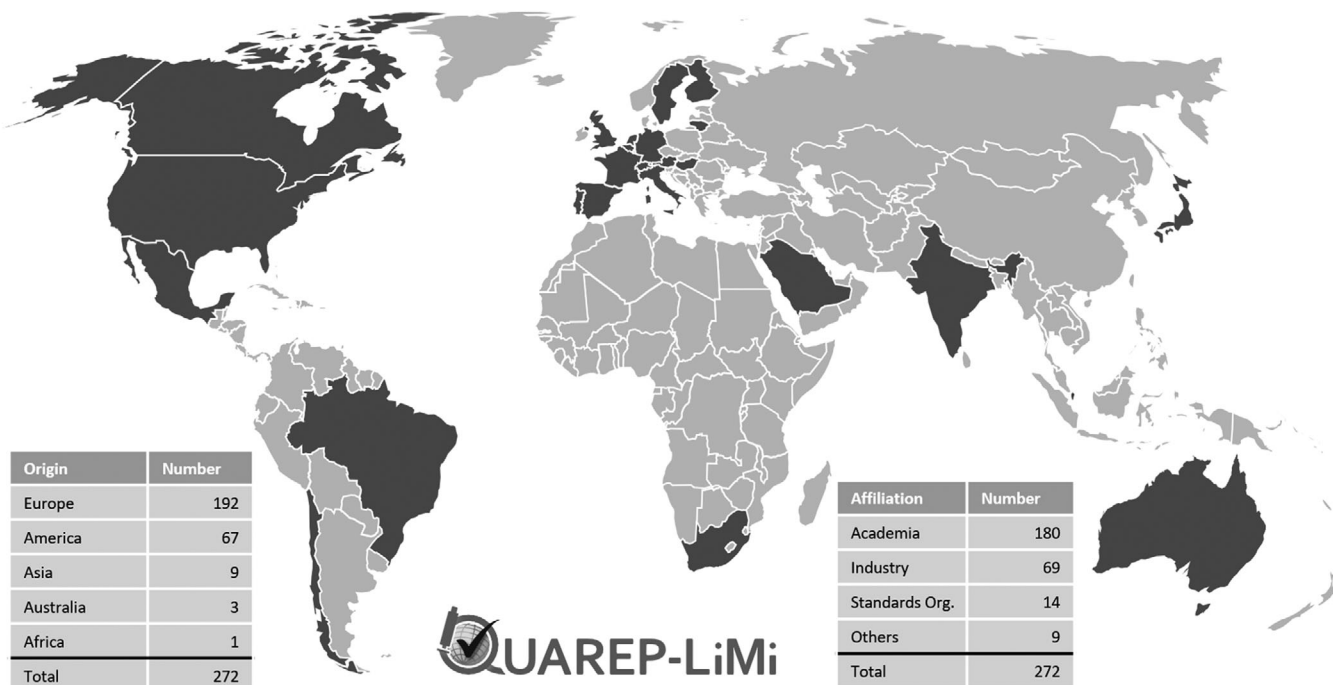 Origin Number
Europe 192
America 67
Asia 9
Australia 3
Africa 1
Total 272
QUAREP-LiMi
Affiliation Number
Academia 180
Industry 69
Standards Org. 14
Others 9
Total 272